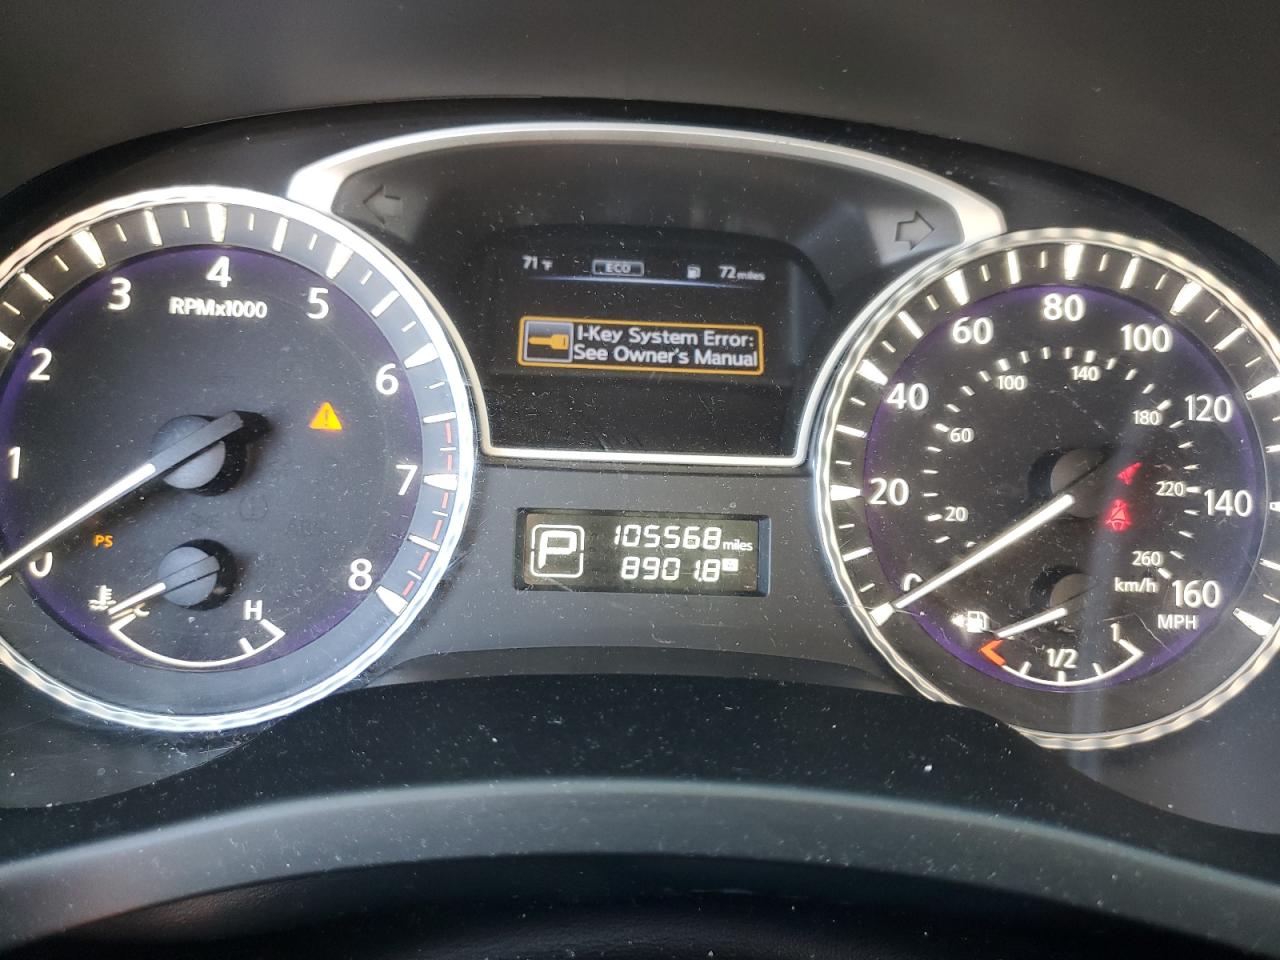 71°F ECO 72 miles
I-Key System Error:
See Owner's Manual
0 1 2 3 4 5 6 7 8
RPMx1000
PS
C H
P 105568 miles
8901.8
0 20 40 60 80 100 120 140 160
MPH
20 60 100 140 180 220 260
km/h
1/2 1